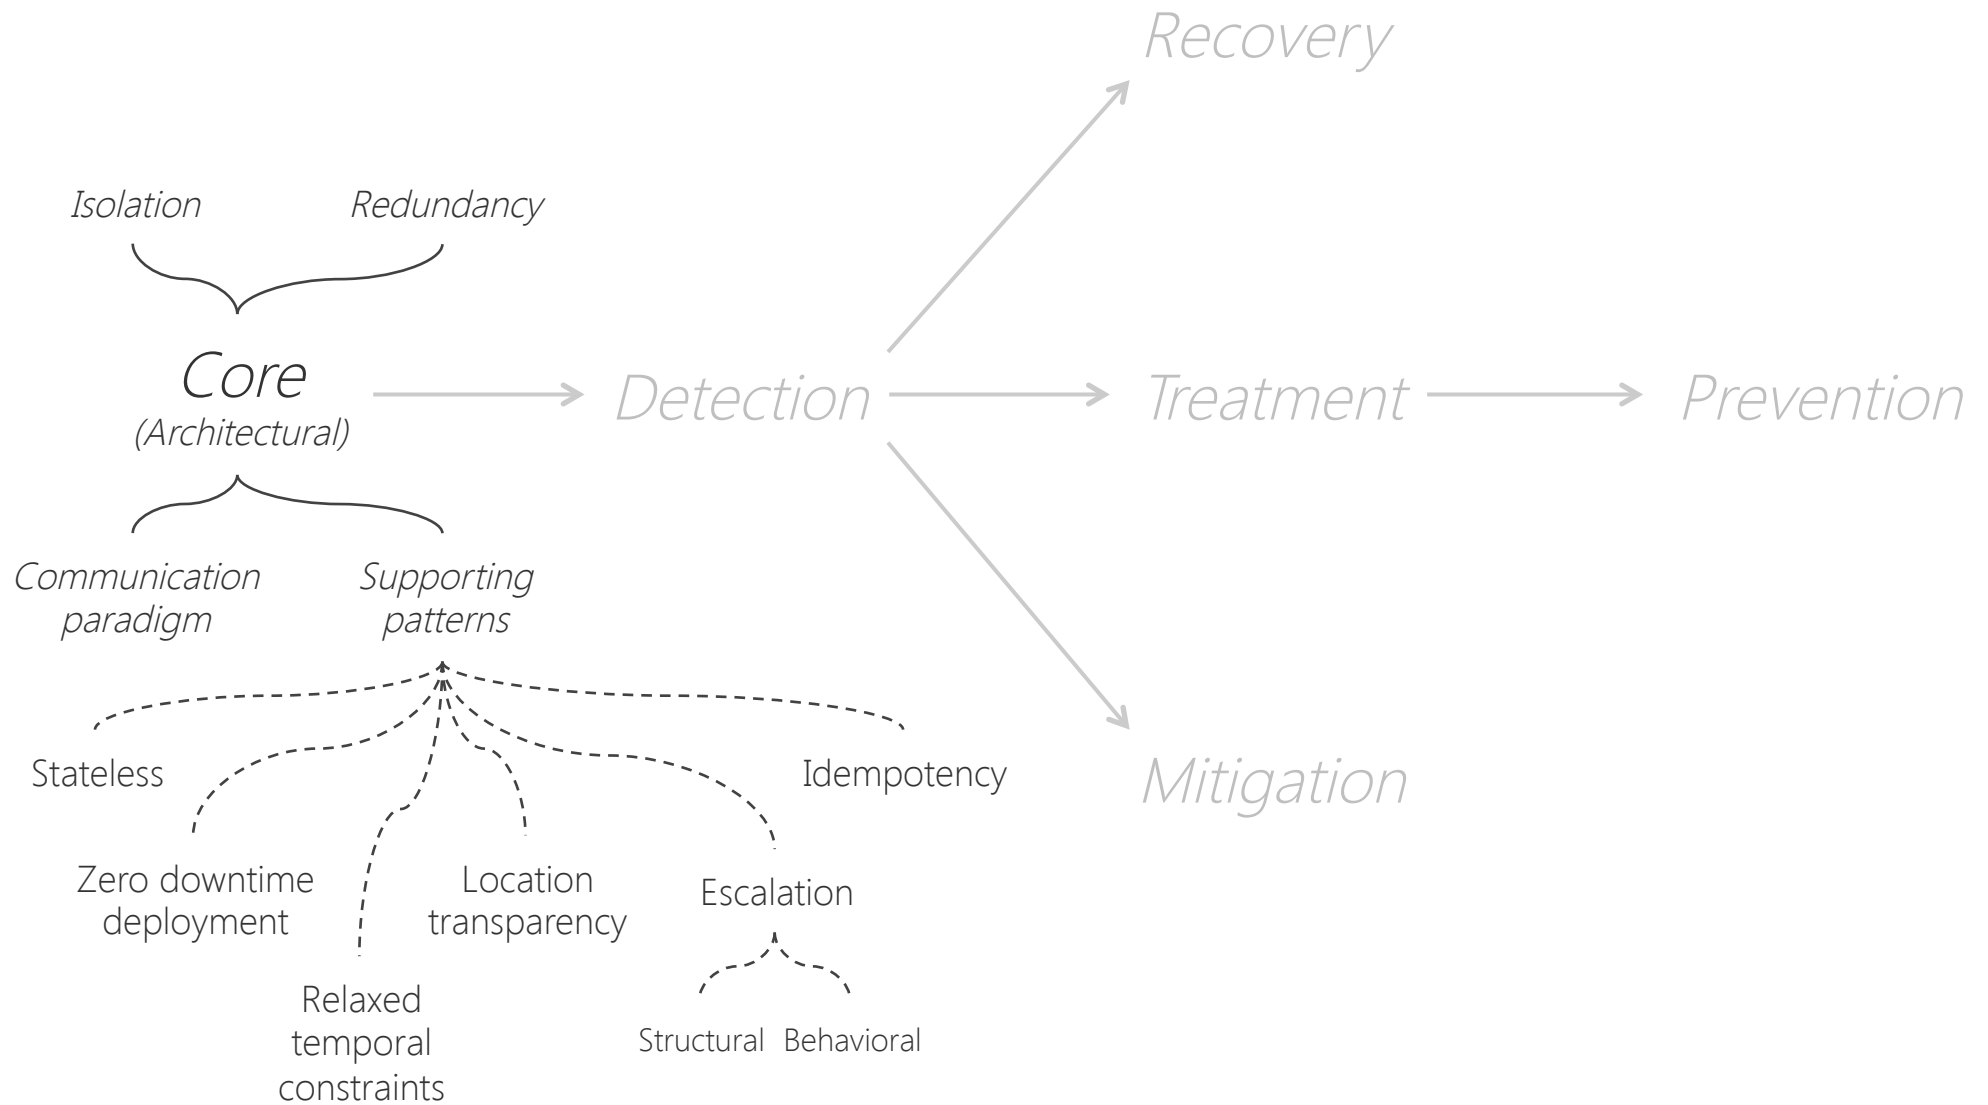 Recovery
Isolation
Redundancy
Core
(Architectural)
Detection
Treatment
Prevention
Communication
paradigm
Supporting
patterns
Stateless
Idempotency
Mitigation
Zero downtime
deployment
Location
transparency
Escalation
Relaxed
temporal
constraints
Structural
Behavioral